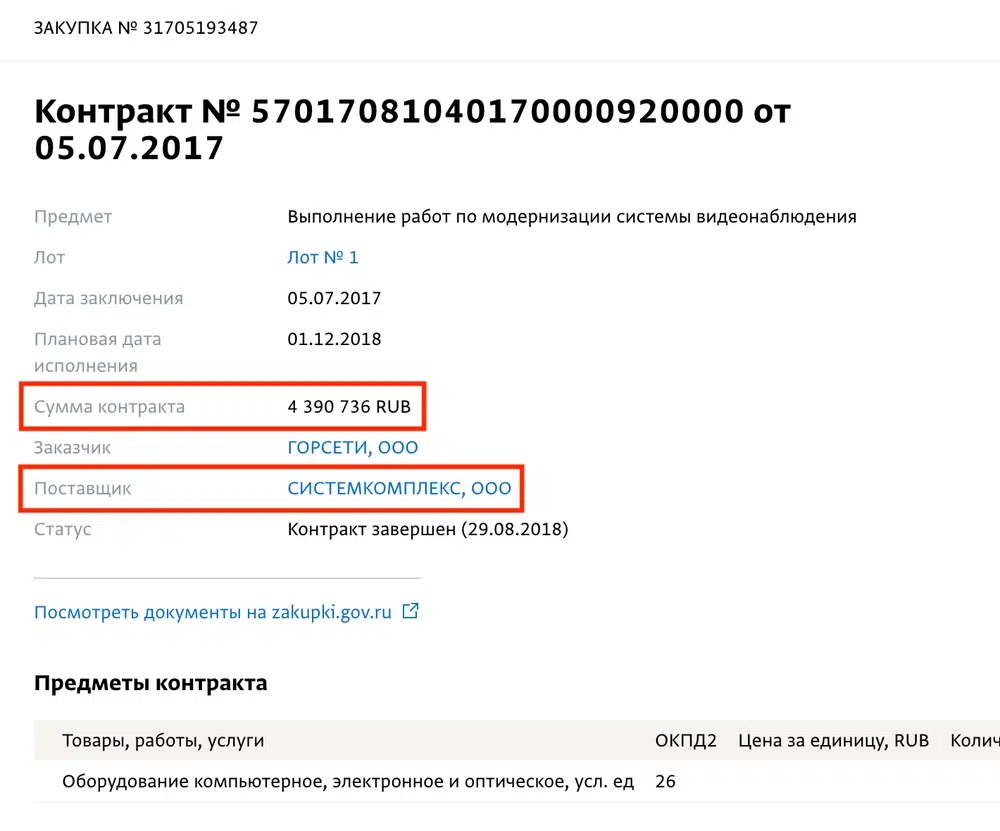 ЗАКУПКА № 31705193487
Контракт № 57017081040170000920000 от
05.07.2017
Предмет Выполнение работ по модернизации системы видеонаблюдения
Лот Лот № 1
Дата заключения 05.07.2017
Плановая дата 01.12.2018
исполнения
Сумма контракта 4 390 736 RUB
Заказчик ГОРСЕТИ, ООО
Поставщик СИСТЕМКОМПЛЕКС, ООО
Статус Контракт завершен (29.08.2018)
Посмотреть документы на zakupki.gov.ru
Предметы контракта
Товары, работы, услуги ОКПД2 Цена за единицу, RUB Колич
Оборудование компьютерное, электронное и оптическое, усл. ед 26